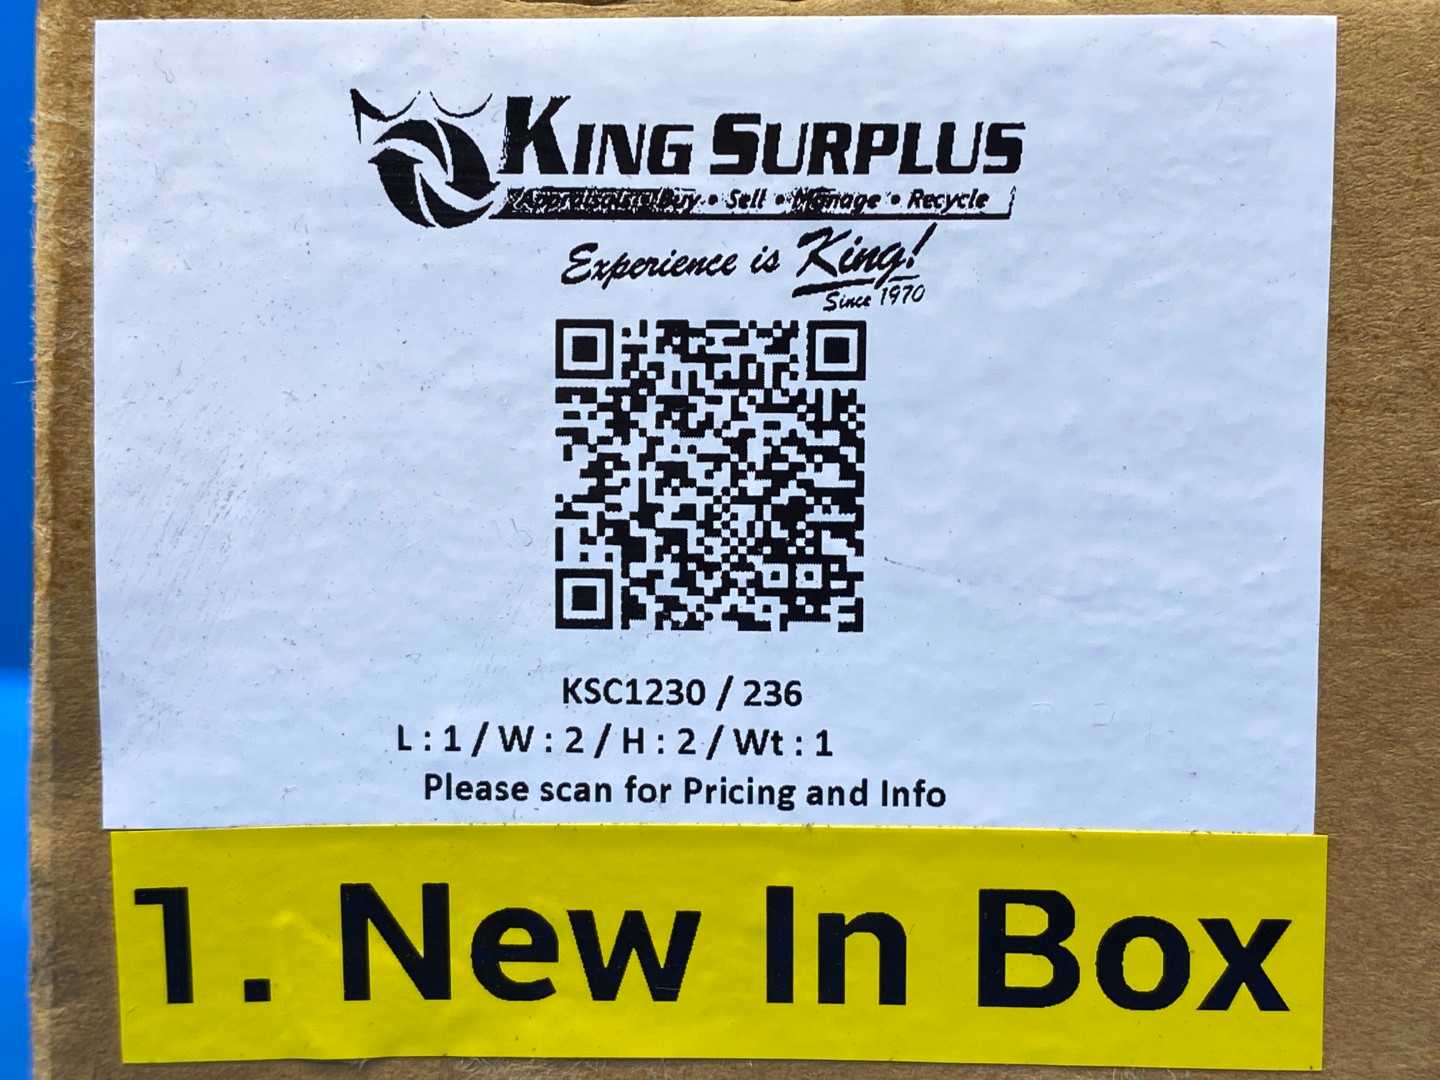 KING SURPLUS
Appraisals • Buy • Sell • Manage • Recycle
Experience is King!
Since 1970
KSC1230 / 236
L : 1 / W : 2 / H : 2 / Wt : 1
Please scan for Pricing and Info
1. New In Box